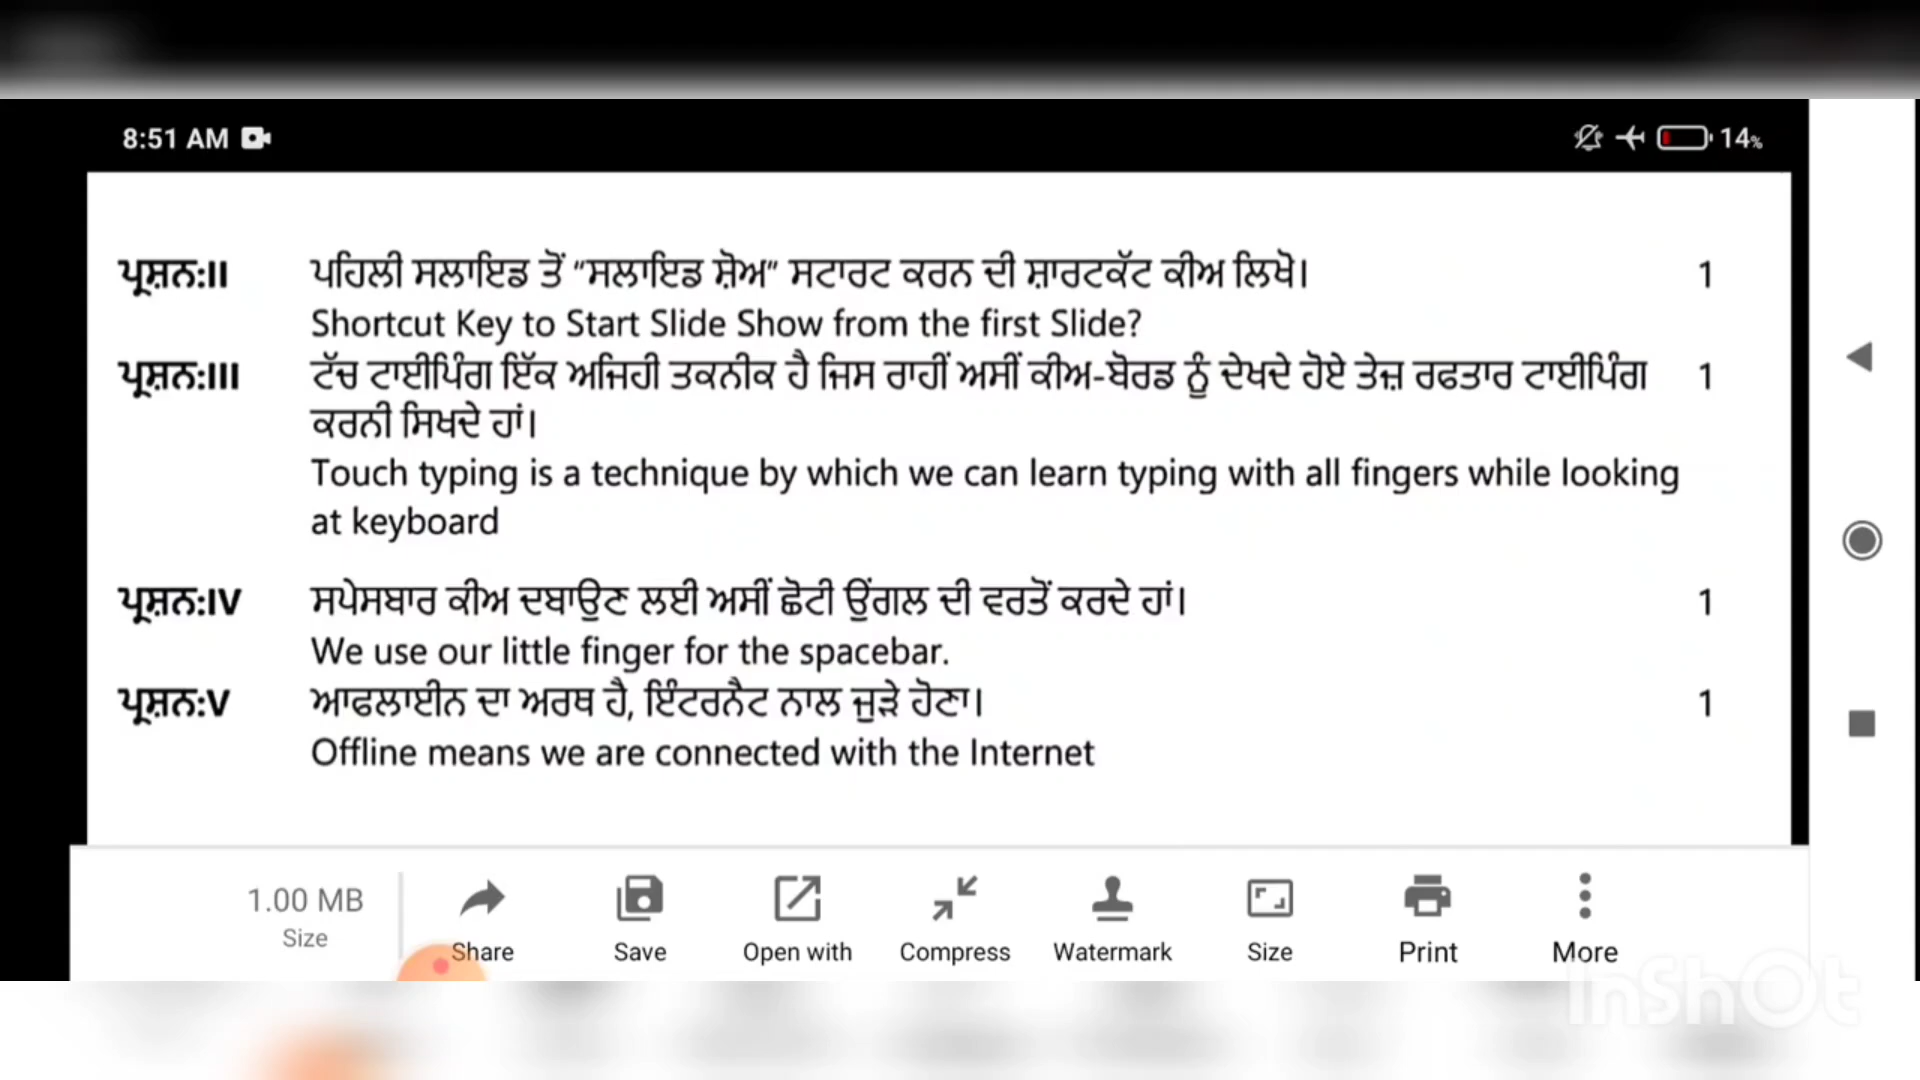 8:51 AM
14%
ਪ੍ਰਸ਼ਨ:II ਪਹਿਲੀ ਸਲਾਇਡ ਤੋਂ “ਸਲਾਇਡ ਸ਼ੋਅ” ਸਟਾਰਟ ਕਰਨ ਦੀ ਸ਼ਾਰਟਕੱਟ ਕੀਅ ਲਿਖੋ। 1
Shortcut Key to Start Slide Show from the first Slide?
ਪ੍ਰਸ਼ਨ:III ਟੱਚ ਟਾਈਪਿੰਗ ਇੱਕ ਅਜਿਹੀ ਤਕਨੀਕ ਹੈ ਜਿਸ ਰਾਹੀਂ ਅਸੀਂ ਕੀਅ-ਬੋਰਡ ਨੂੰ ਦੇਖਦੇ ਹੋਏ ਤੇਜ਼ ਰਫਤਾਰ ਟਾਈਪਿੰਗ 1
ਕਰਨੀ ਸਿਖਦੇ ਹਾਂ।
Touch typing is a technique by which we can learn typing with all fingers while looking
at keyboard
ਪ੍ਰਸ਼ਨ:IV ਸਪੇਸਬਾਰ ਕੀਅ ਦਬਾਉਣ ਲਈ ਅਸੀਂ ਛੋਟੀ ਉਂਗਲ ਦੀ ਵਰਤੋਂ ਕਰਦੇ ਹਾਂ। 1
We use our little finger for the spacebar.
ਪ੍ਰਸ਼ਨ:V ਆਫਲਾਈਨ ਦਾ ਅਰਥ ਹੈ, ਇੰਟਰਨੈਟ ਨਾਲ ਜੁੜੇ ਹੋਣਾ। 1
Offline means we are connected with the Internet
1.00 MB
Size
Share Save Open with Compress Watermark Size Print More
InShOt